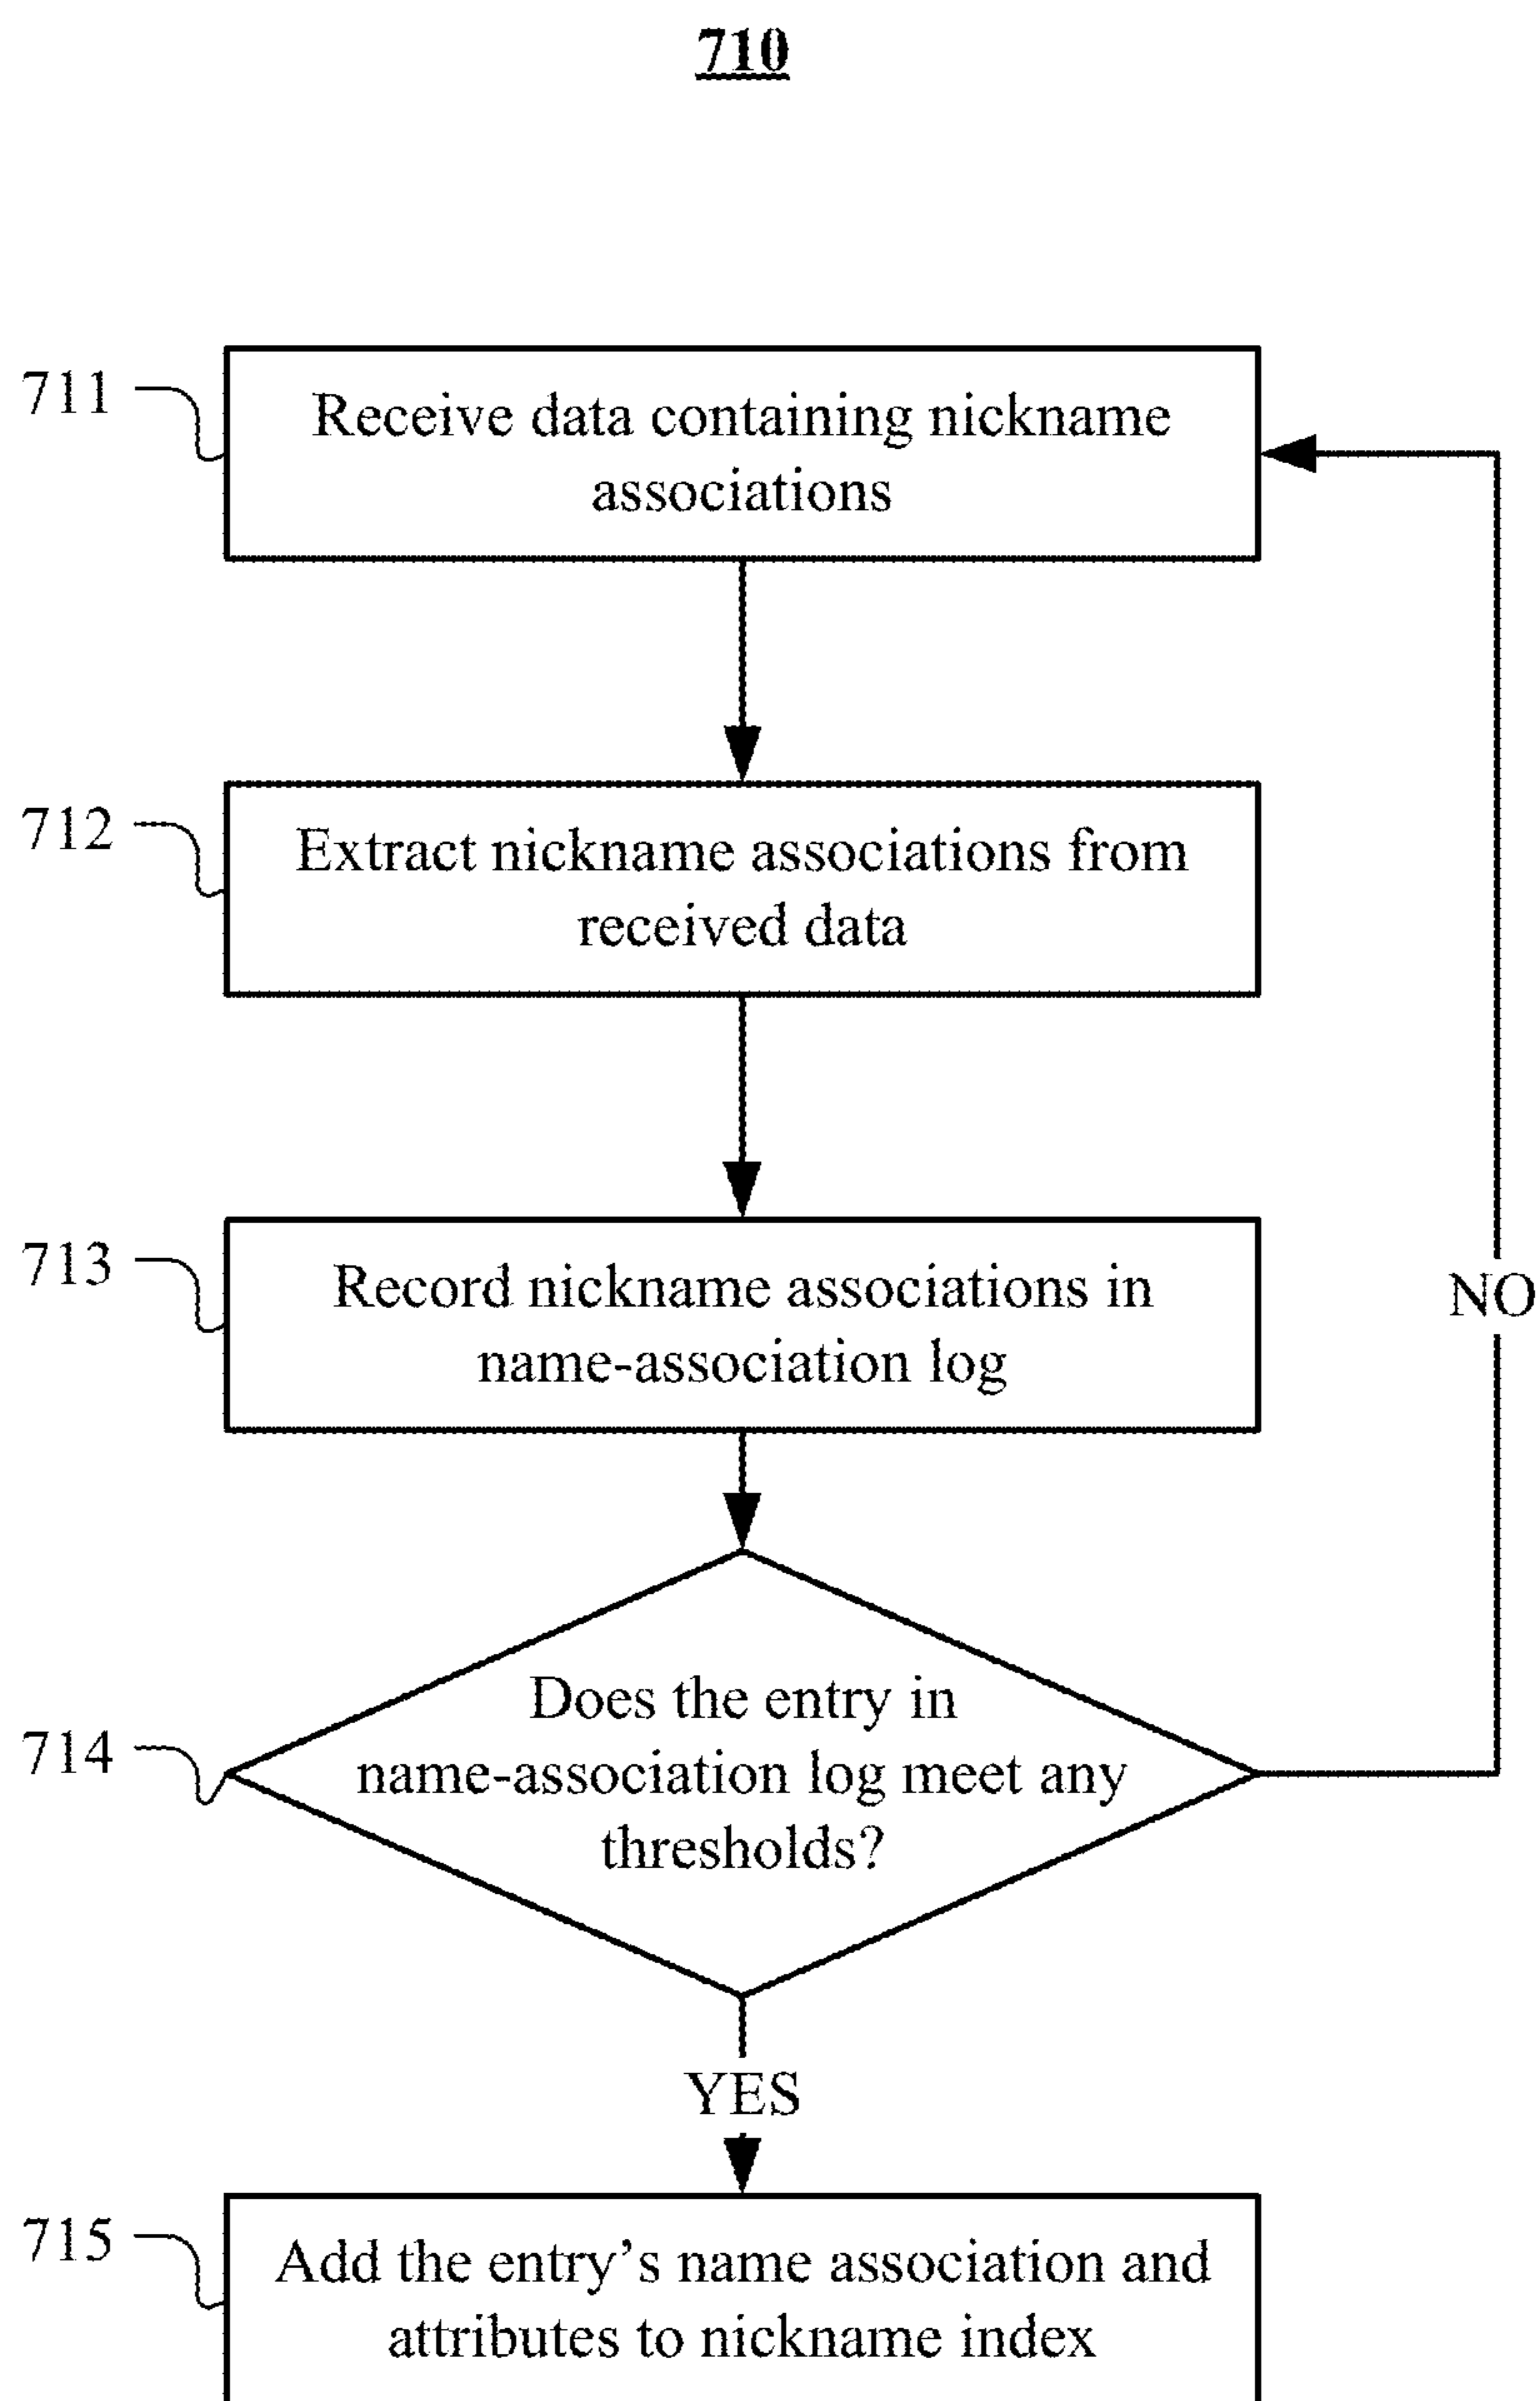 710
711
Receive data containing nickname
associations
712
Extract nickname associations from
received data
713
Record nickname associations in
name-association log
NO
714
Does the entry in
name-association log meet any
thresholds?
YES
715
Add the entry’s name association and
attributes to nickname index